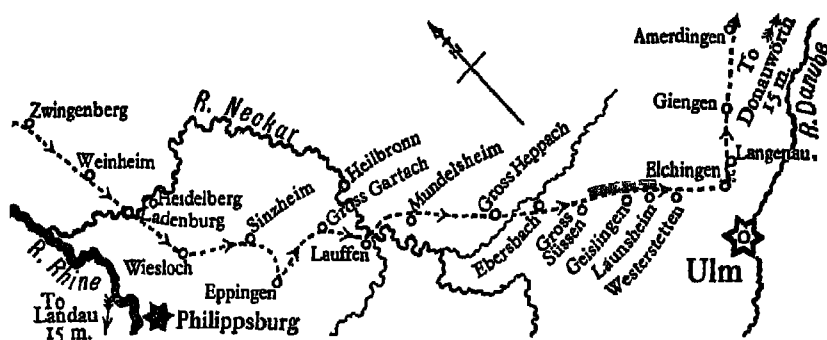 Zwingenberg
Weinheim
R. Neckar
Heidelberg
Ladenburg
Wiesloch
Sinzheim
Eppingen
Gross Gartach
Heilbronn
Lauffen
Mundelsheim
Gross Heppach
Ebersbach
Gross
Süssen
Geislingen
Launsheim
Westerstetten
Elchingen
Langenau
Giengen
Amerdingen
To
Donauwörth
15 m.
R. Danube
Ulm
R. Rhine
To
Landau
15 m.
Philippsburg
N